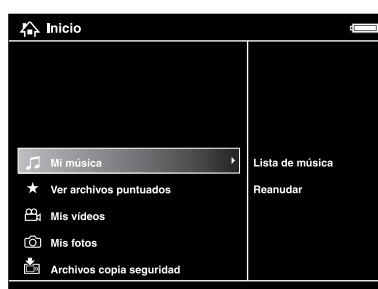 Inicio
Mi música
Ver archivos puntuados
Mis vídeos
Mis fotos
Archivos copia seguridad
Lista de música
Reanudar